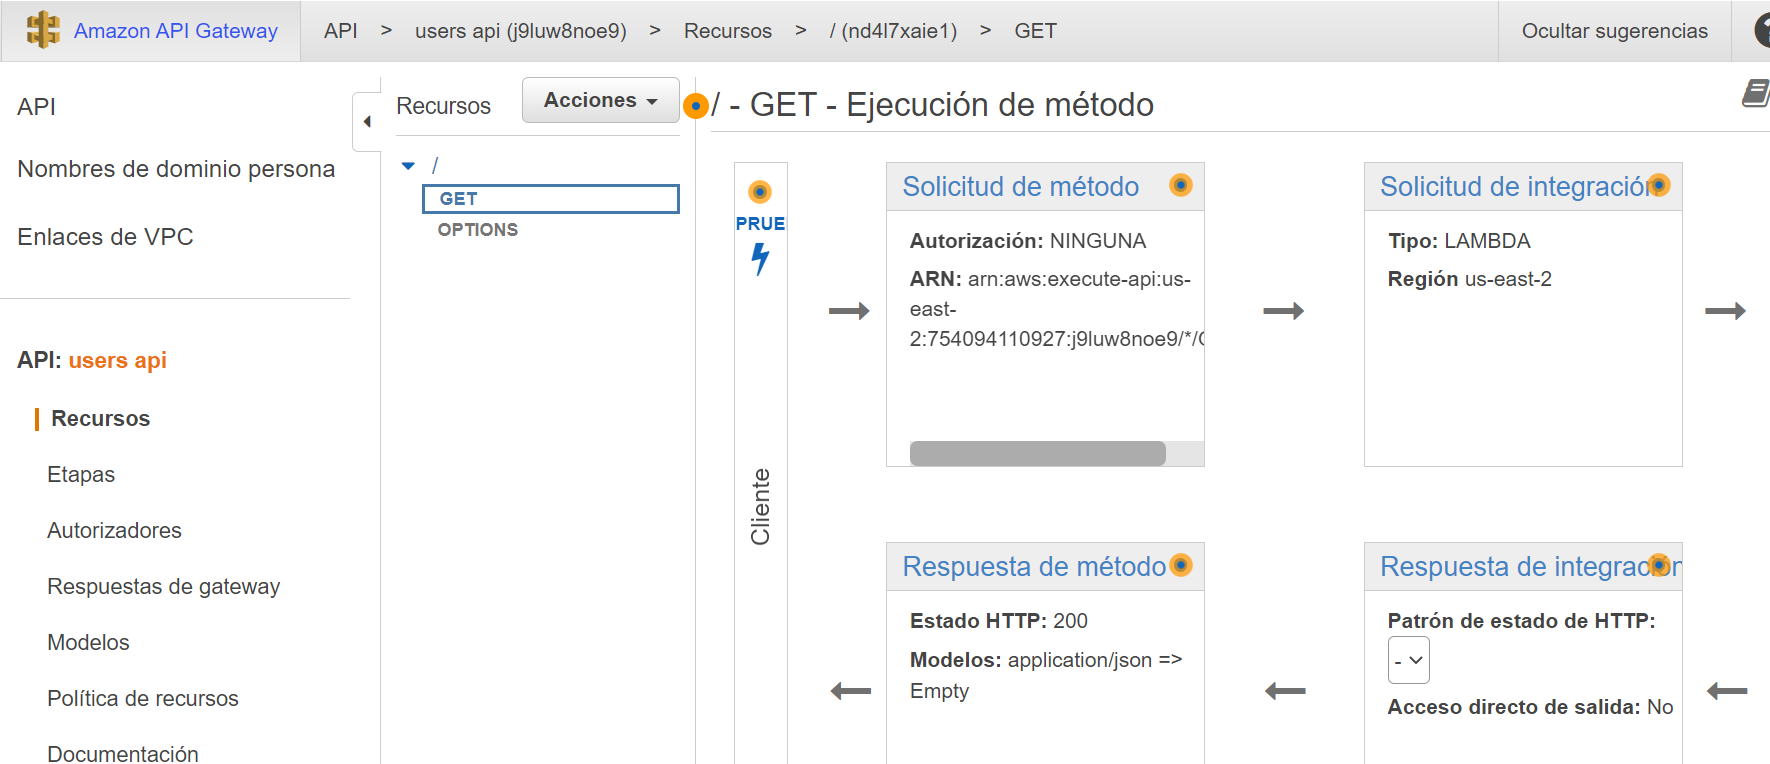 Amazon API Gateway
API > users api (j9luw8noe9) > Recursos > / (nd4l7xaie1) > GET
Ocultar sugerencias
?
API
Nombres de dominio persona
Enlaces de VPC
API: users api
Recursos
Etapas
Autorizadores
Respuestas de gateway
Modelos
Política de recursos
Documentación
Recursos
Acciones
/
GET
OPTIONS
/ - GET - Ejecución de método
PRUE
Cliente
Solicitud de método
Autorización: NINGUNA
ARN: arn:aws:execute-api:us-
east-
2:754094110927:j9luw8noe9/*/
Solicitud de integración
Tipo: LAMBDA
Región us-east-2
Respuesta de método
Estado HTTP: 200
Modelos: application/json =>
Empty
Respuesta de integración
Patrón de estado de HTTP:
-
Acceso directo de salida: No